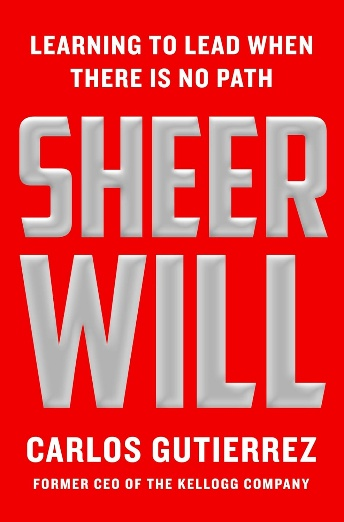 LEARNING TO LEAD WHEN
THERE IS NO PATH
SHEER
WILL
CARLOS GUTIERREZ
FORMER CEO OF THE KELLOGG COMPANY